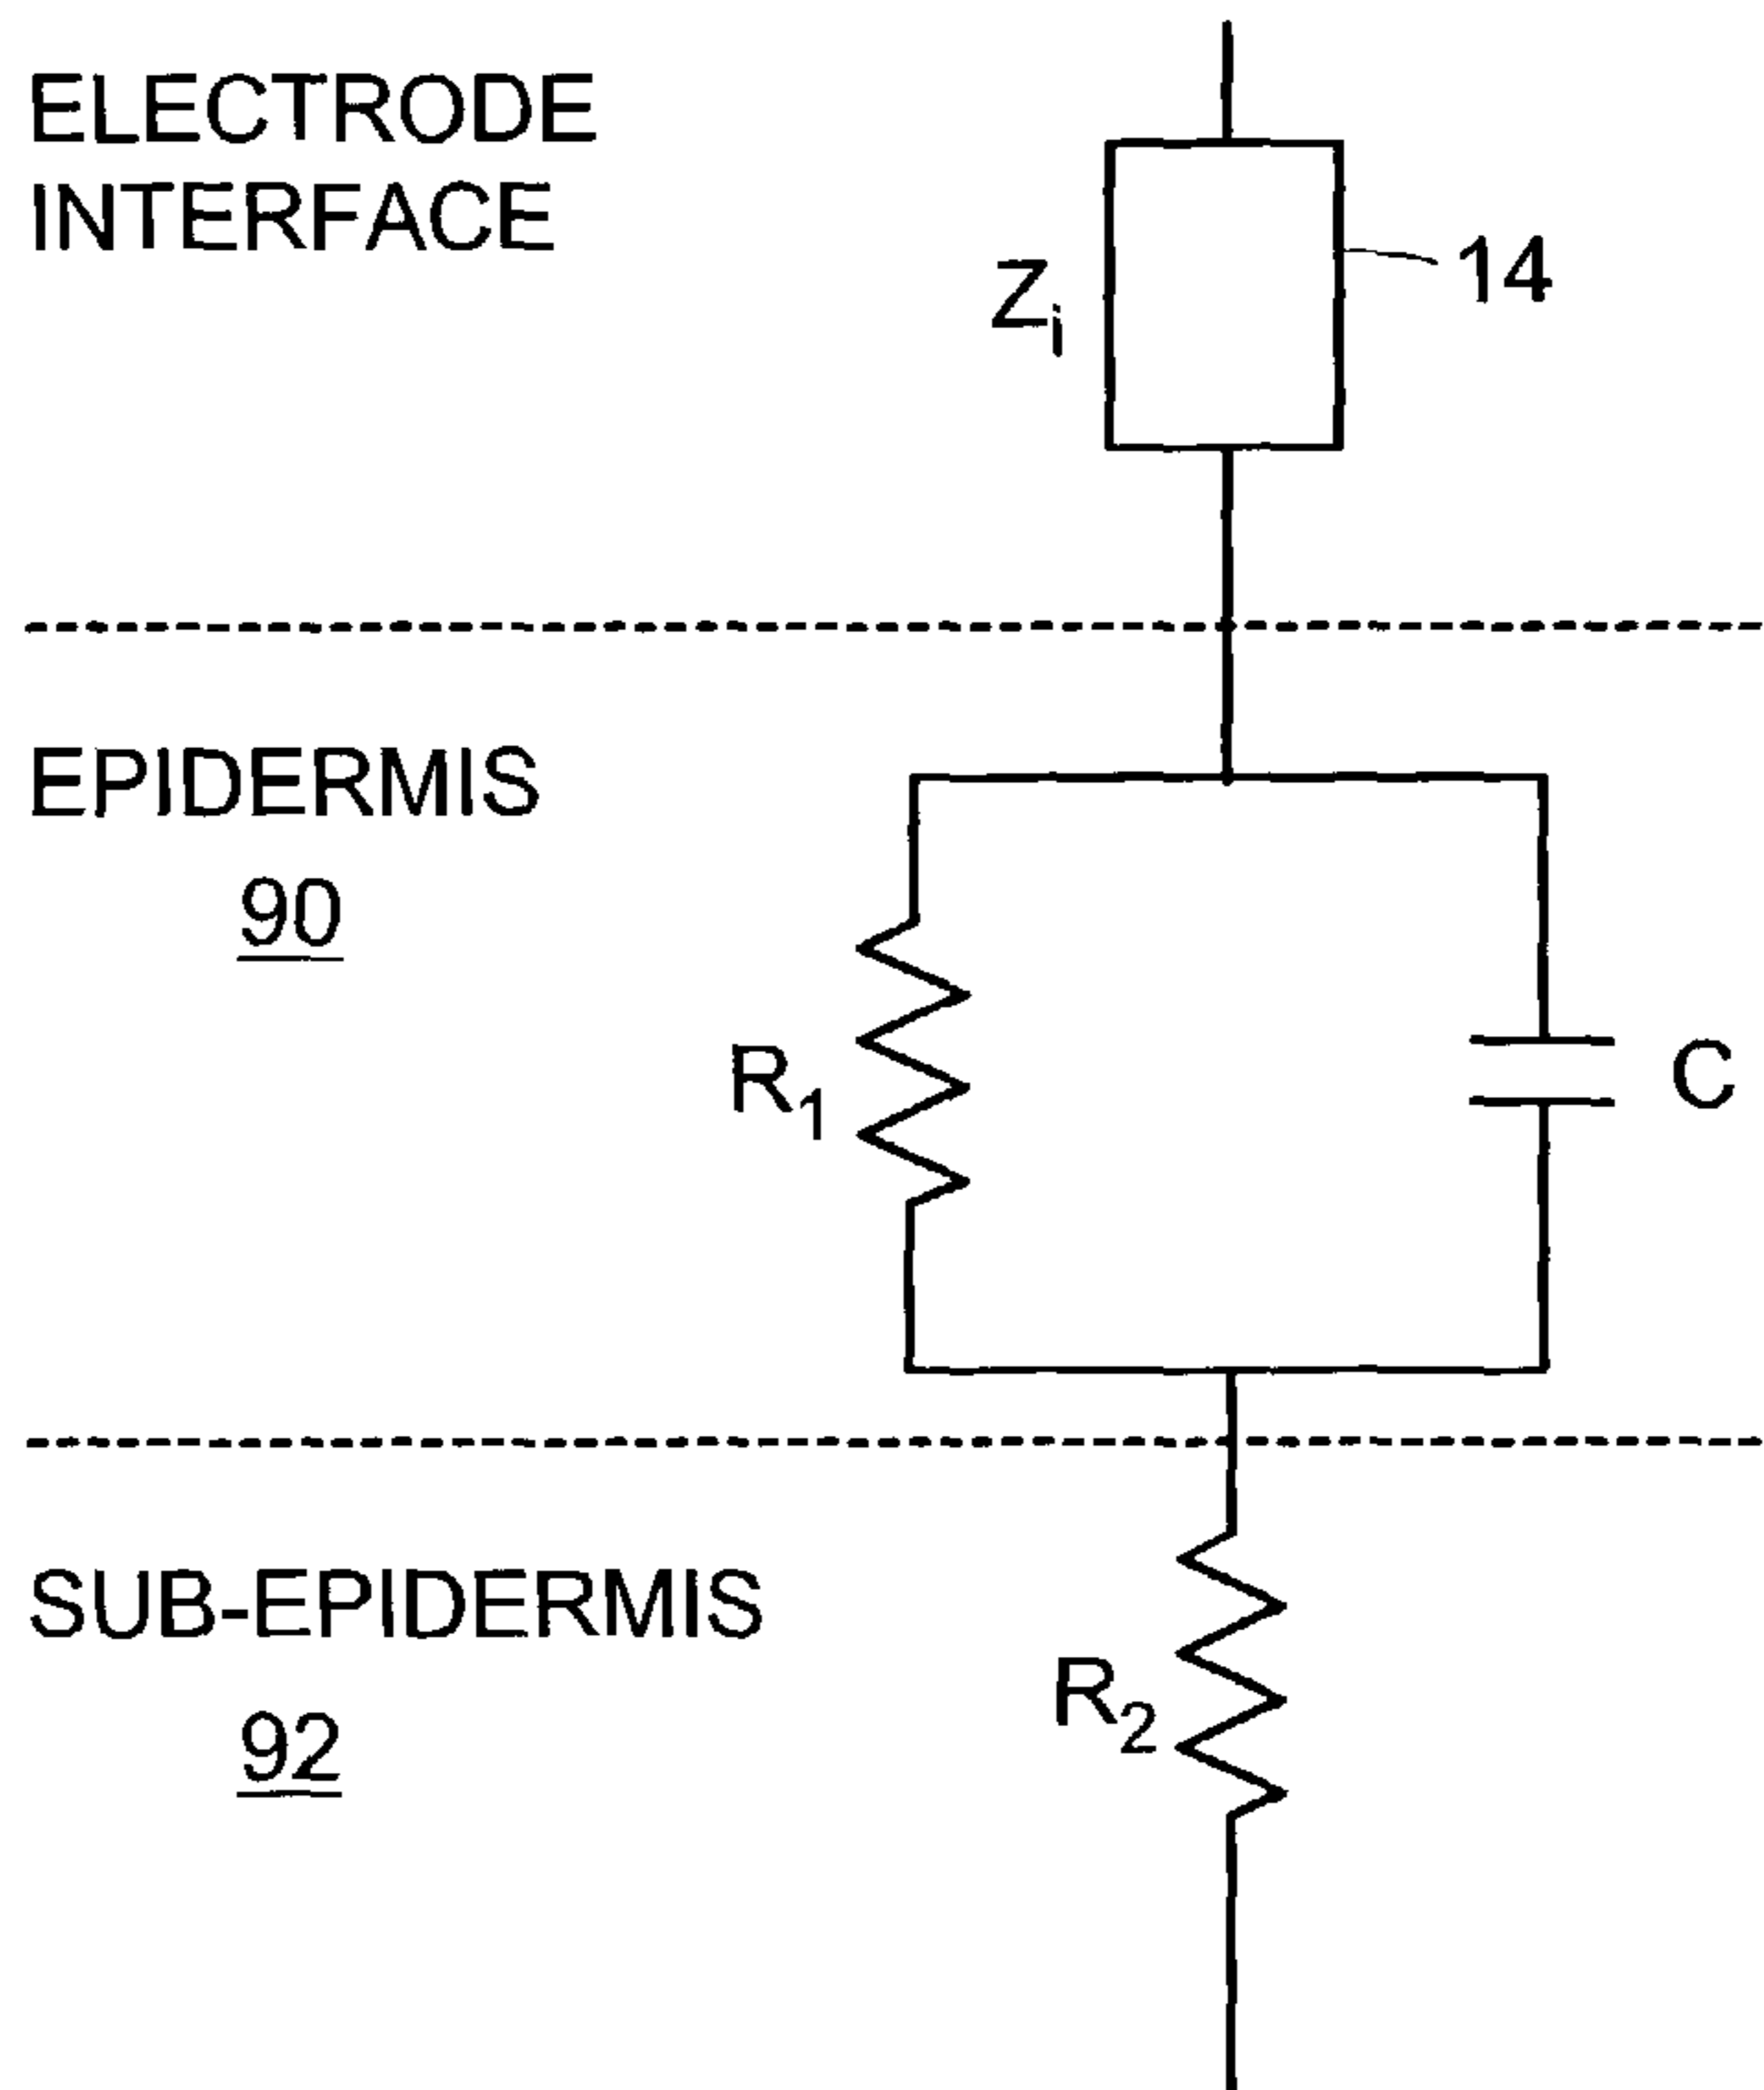 ELECTRODE
INTERFACE
Zi
14
EPIDERMIS
90
R1
C
SUB-EPIDERMIS
R2
92